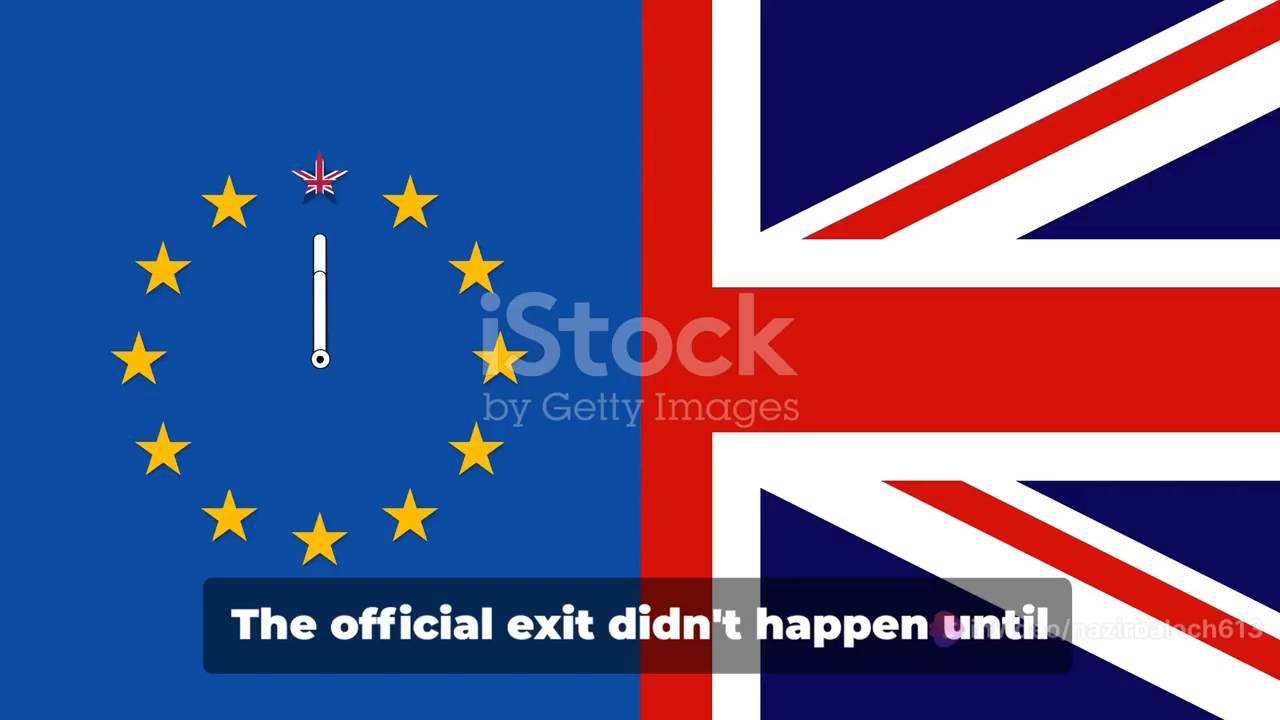 iStock
by Getty Images
The official exit didn't happen until